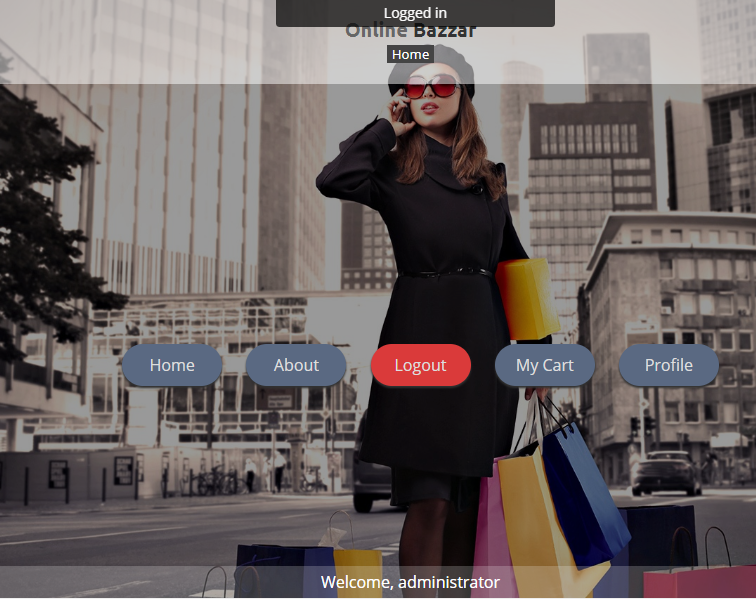 Logged in
Online Bazzar
Home
Home
About
Logout
My Cart
Profile
Welcome, administrator